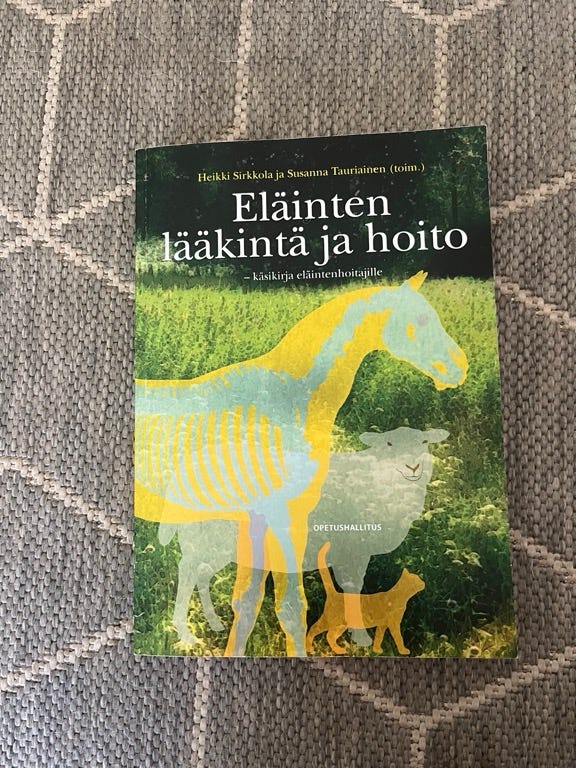 Heikki Sirkkola ja Susanna Tauriainen (toim.)
Eläinten
lääkintä ja hoito
– käsikirja eläintenhoitajille
OPETUSHALLITUS